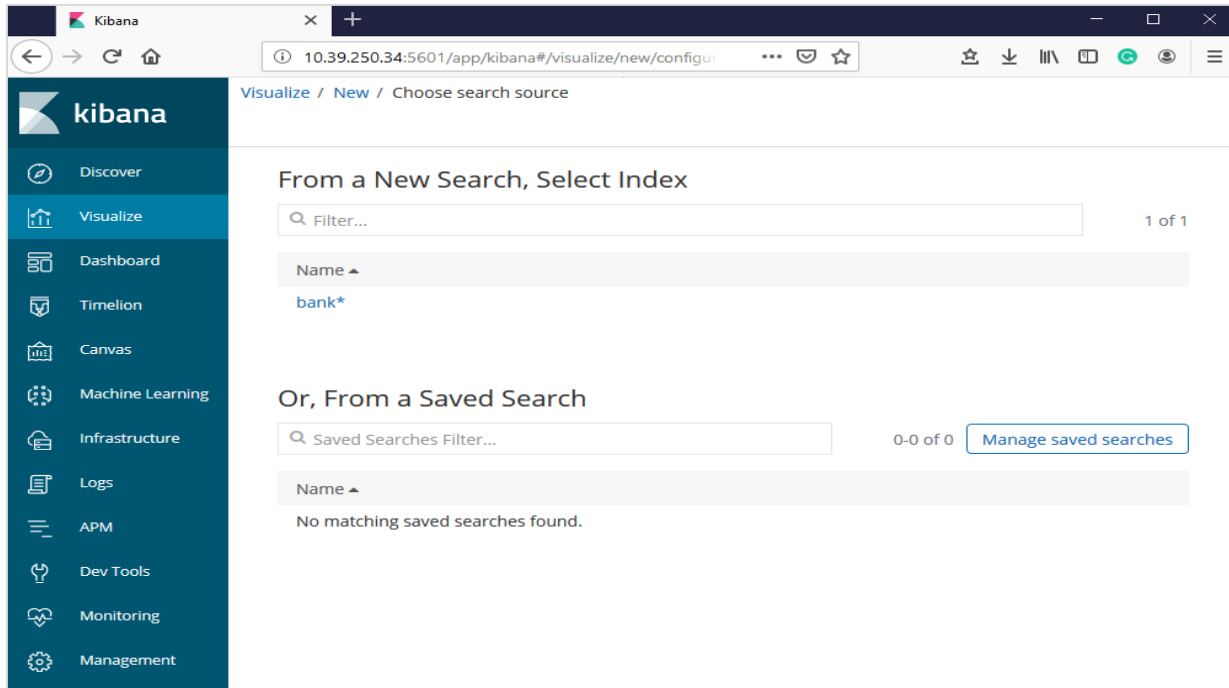 Kibana
10.39.250.34:5601/app/kibana#/visualize/new/configur
kibana
Visualize / New / Choose search source
Discover
Visualize
Dashboard
Timelion
Canvas
Machine Learning
Infrastructure
Logs
APM
Dev Tools
Monitoring
Management
From a New Search, Select Index
Filter...
1 of 1
Name
bank*
Or, From a Saved Search
Saved Searches Filter...
0-0 of 0
Manage saved searches
Name
No matching saved searches found.